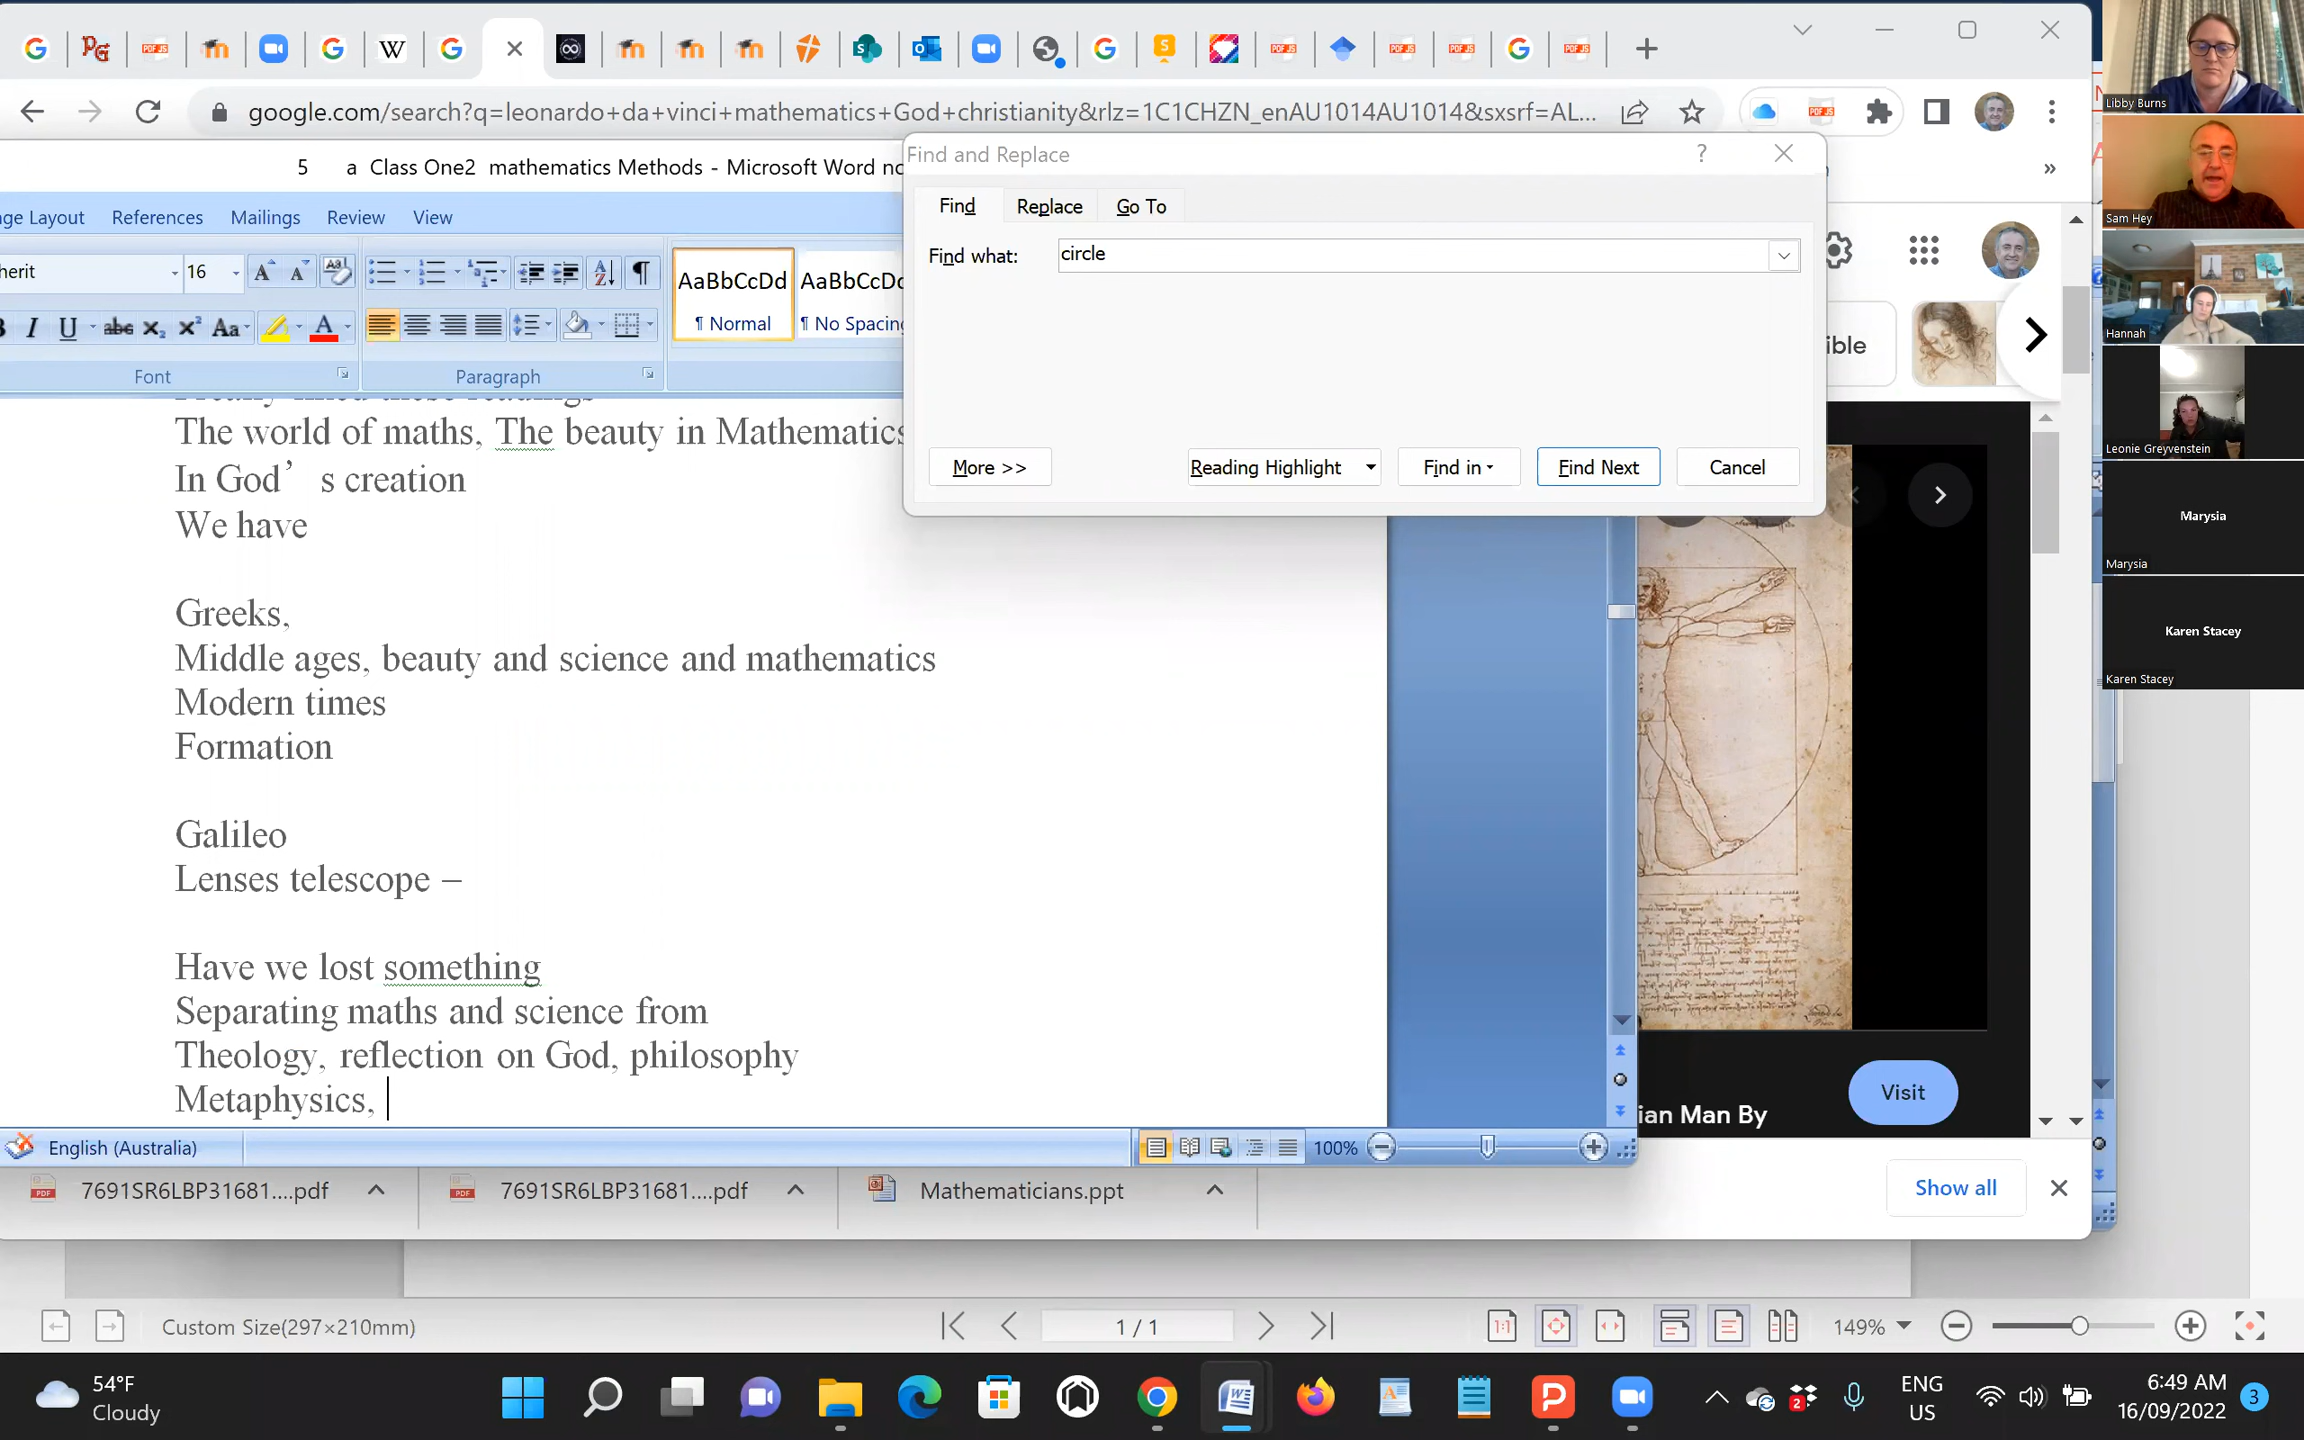 google.com/search?q=leonardo+da+vinci+mathematics+God+christianity&rlz=1C1CHZN_enAU1014AU1014&sxsrf=AL...
5 a Class One2 mathematics Methods - Microsoft Word
ge Layout References Mailings Review View
herit 16
AaBbCcDd AaBbCcDc
¶ Normal ¶ No Spacing
Font Paragraph
Find and Replace ?
Find Replace Go To
Find what: circle
More >> Reading Highlight Find in Find Next Cancel
ible
The world of maths, The beauty in Mathematics
In God’s creation
We have
Greeks,
Middle ages, beauty and science and mathematics
Modern times
Formation
Galileo
Lenses telescope –
Have we lost something
Separating maths and science from
Theology, reflection on God, philosophy
Metaphysics,
English (Australia) 100%
ian Man By
Visit
7691SR6LBP31681....pdf 7691SR6LBP31681....pdf Mathematicians.ppt Show all
Custom Size(297×210mm) 1 / 1 149%
54°F
Cloudy
ENG
US
6:49 AM
16/09/2022
3
Libby Burns
Sam Hey
Hannah
Leonie Greyvenstein
Marysia
Marysia
Karen Stacey
Karen Stacey